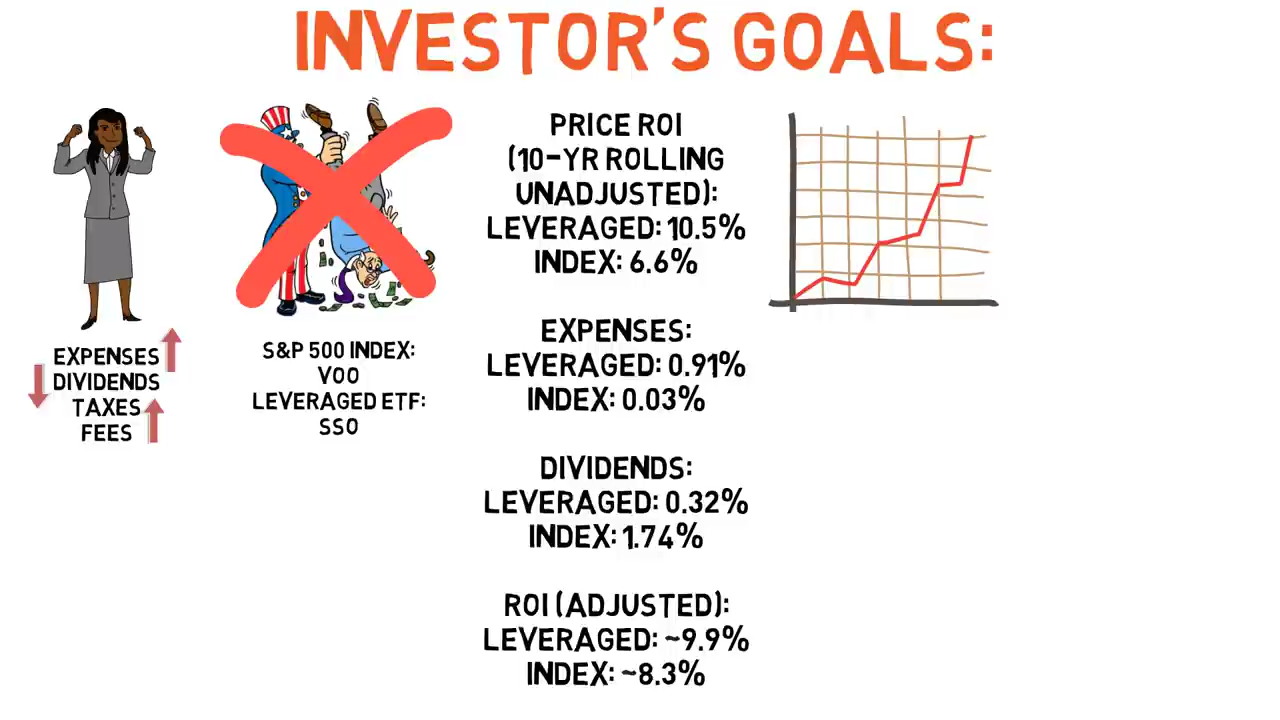 INVESTOR'S GOALS:
EXPENSES
DIVIDENDS
TAXES
FEES
S&P 500 INDEX:
VOO
LEVERAGED ETF:
SSO
PRICE ROI
(10-YR ROLLING
UNADJUSTED):
LEVERAGED: 10.5%
INDEX: 6.6%
EXPENSES:
LEVERAGED: 0.91%
INDEX: 0.03%
DIVIDENDS:
LEVERAGED: 0.32%
INDEX: 1.74%
ROI (ADJUSTED):
LEVERAGED: ~9.9%
INDEX: ~8.3%